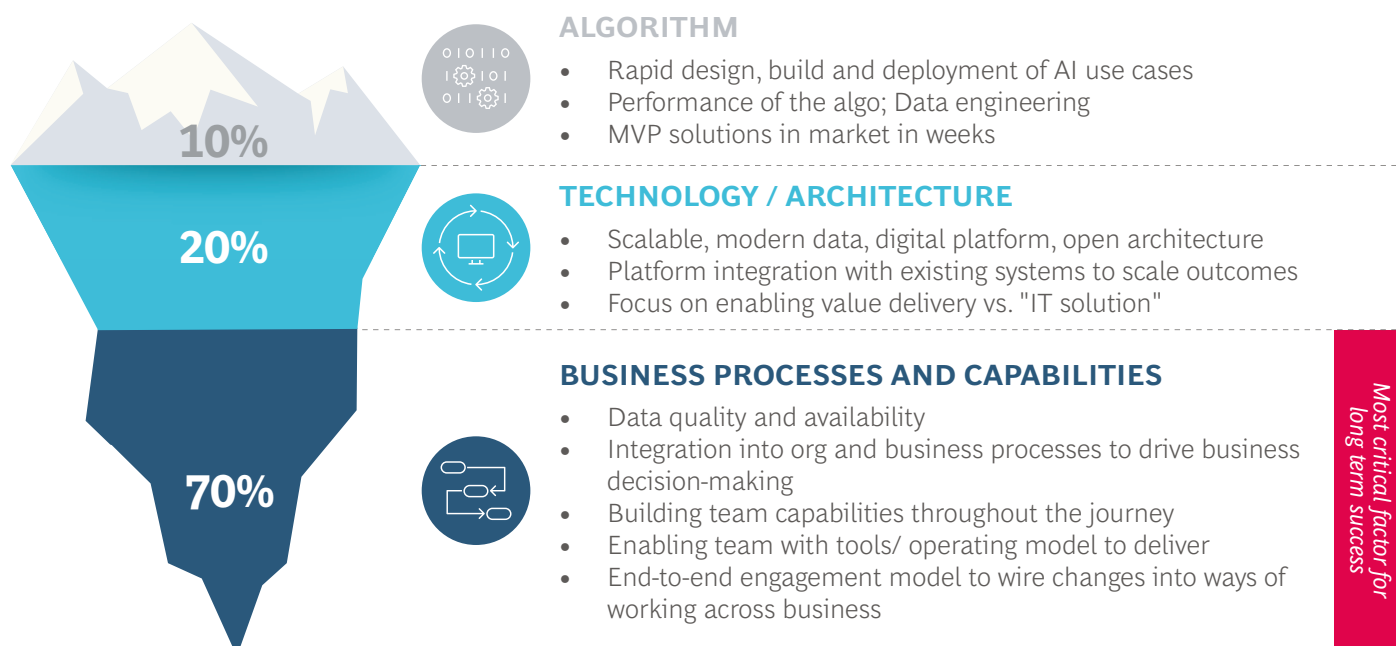 ALGORITHM
010110
1 101
011 1
• Rapid design, build and deployment of AI use cases
• Performance of the algo; Data engineering
• MVP solutions in market in weeks
10%
TECHNOLOGY / ARCHITECTURE
20%
• Scalable, modern data, digital platform, open architecture
• Platform integration with existing systems to scale outcomes
• Focus on enabling value delivery vs. "IT solution"
BUSINESS PROCESSES AND CAPABILITIES
• Data quality and availability
• Integration into org and business processes to drive business
decision-making
70%
• Building team capabilities throughout the journey
• Enabling team with tools/ operating model to deliver
• End-to-end engagement model to wire changes into ways of
working across business
Most critical factor for
long term success